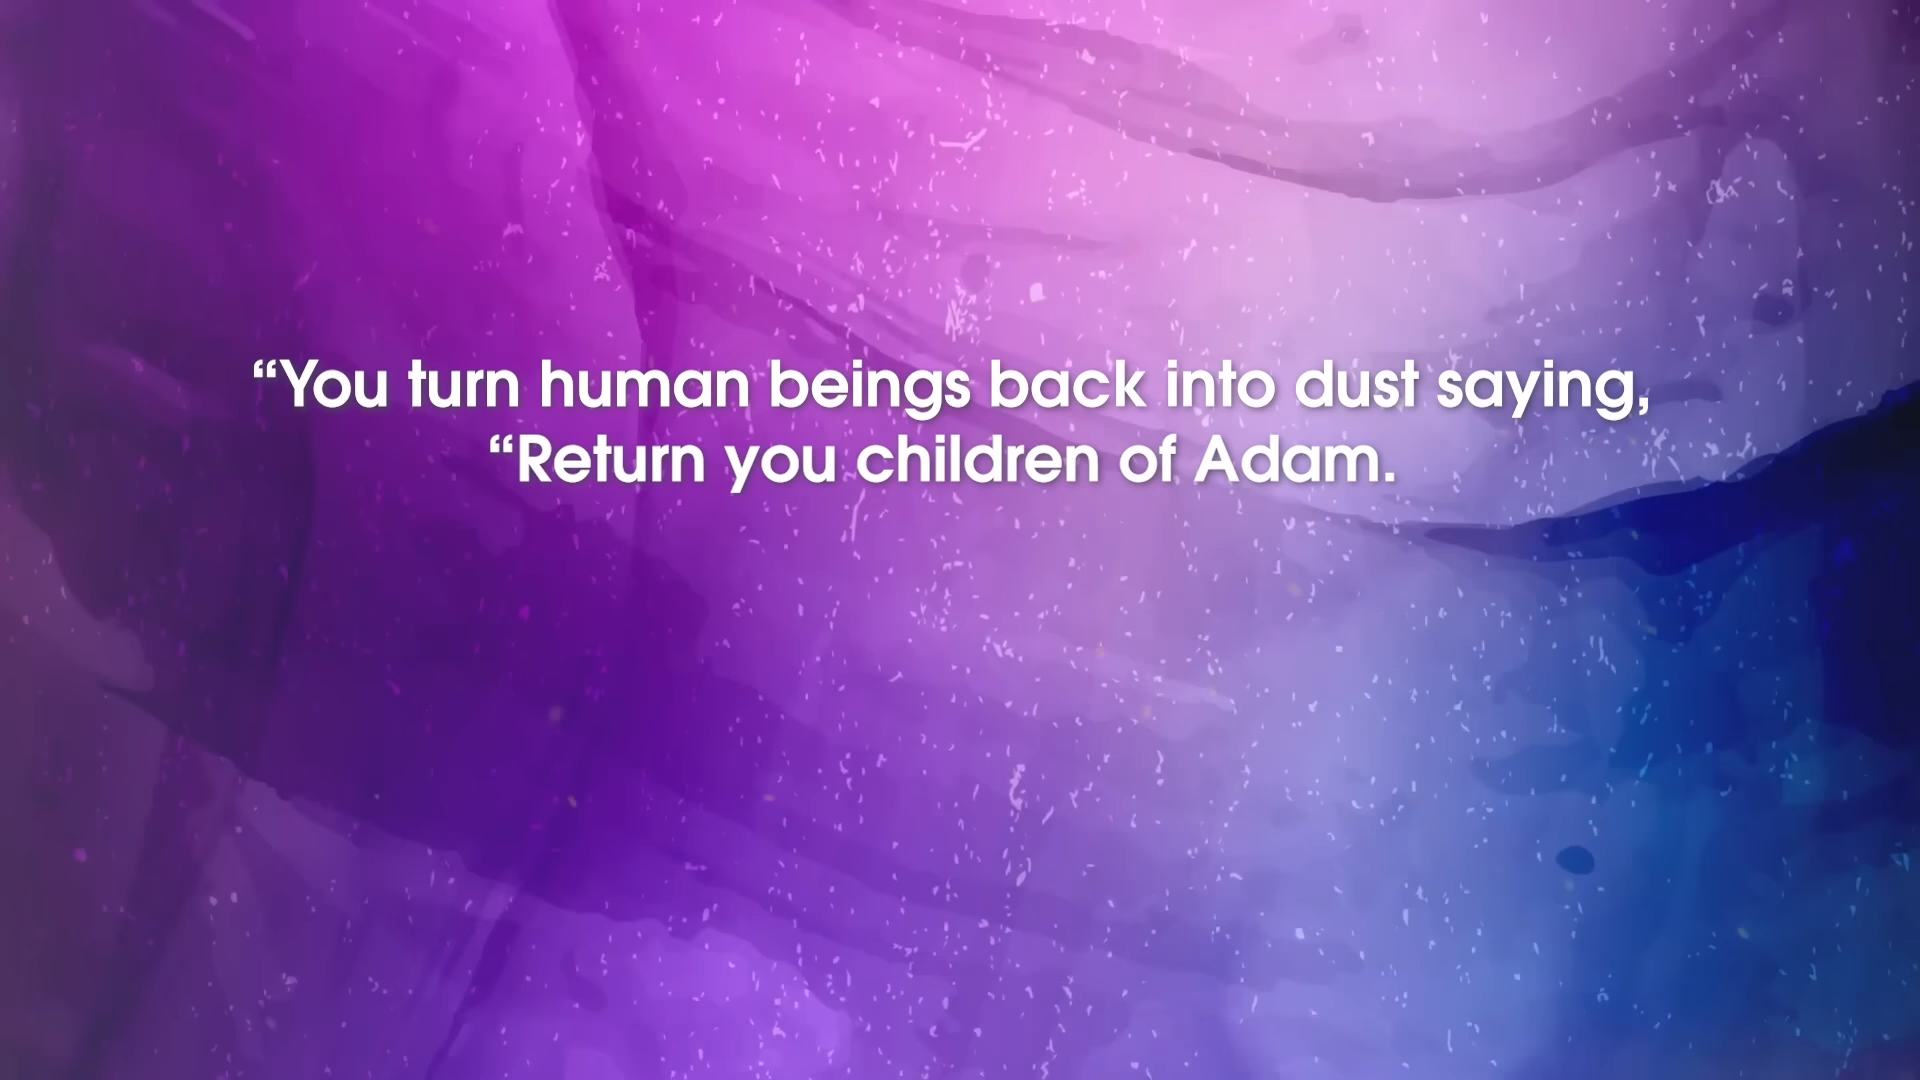 “You turn human beings back into dust saying,
“Return you children of Adam.